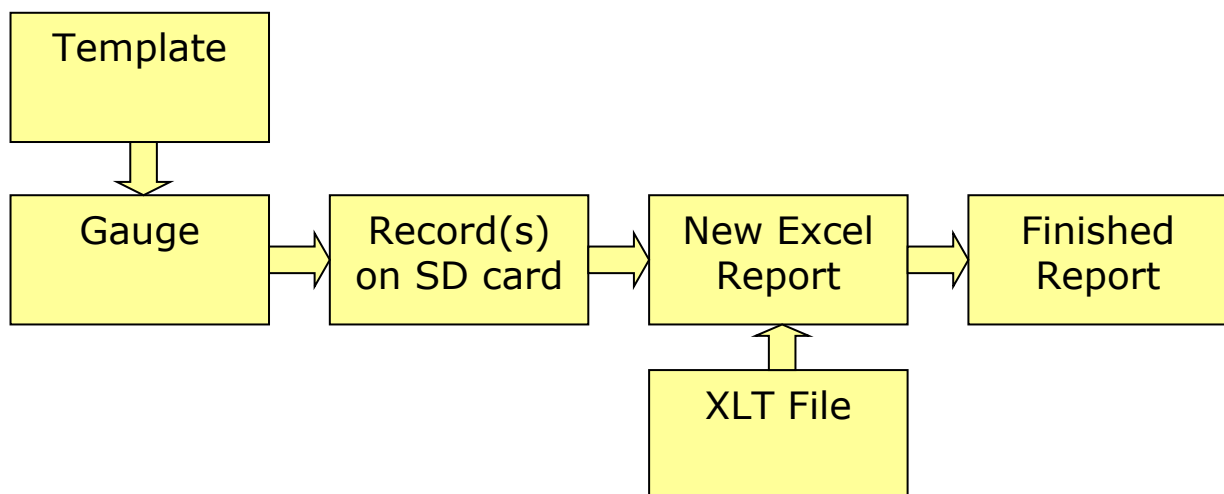 Template
Gauge
Record(s)
on SD card
New Excel
Report
Finished
Report
XLT File